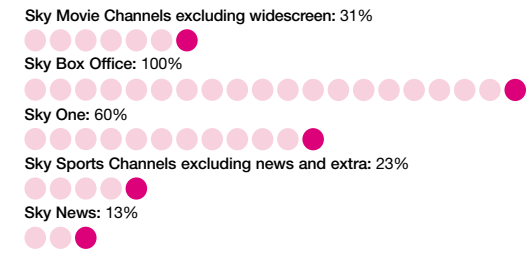 Sky Movie Channels excluding widescreen: 31%
Sky Box Office: 100%
Sky One: 60%
Sky Sports Channels excluding news and extra: 23%
Sky News: 13%